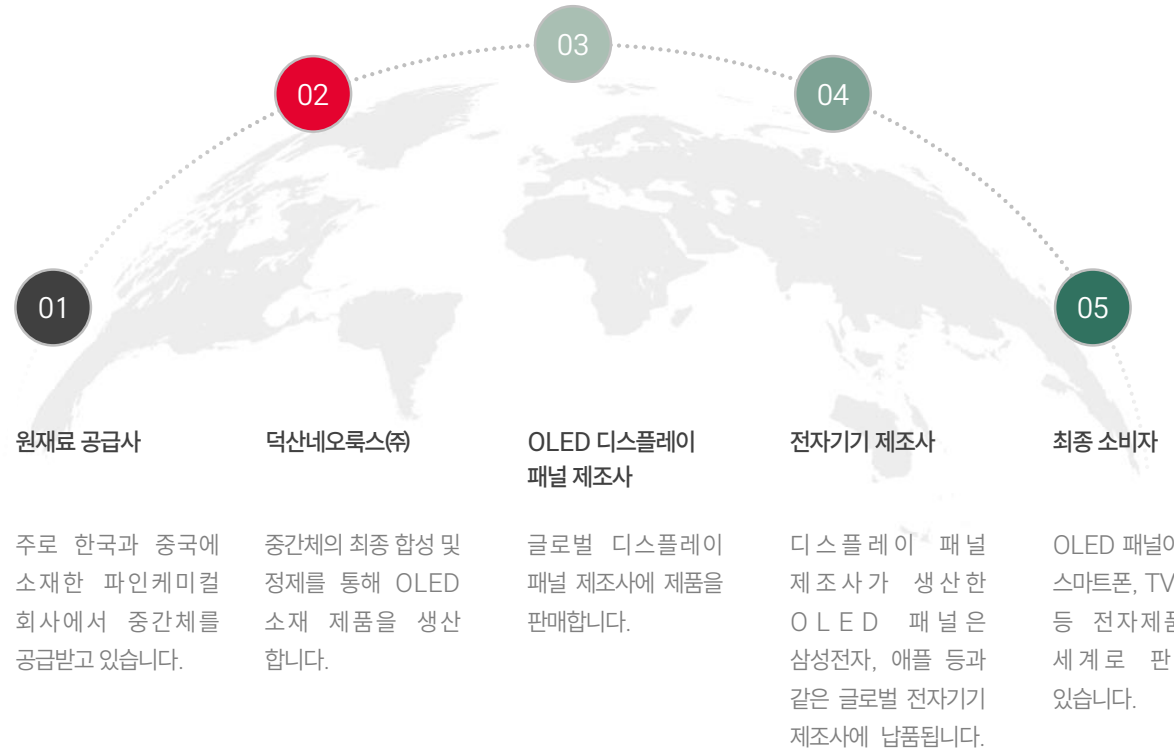 03
02
04
01
05
원재료 공급사
덕산네오룩스㈜
OLED 디스플레이
패널 제조사
전자기기 제조사
최종 소비자
주로 한국과 중국에
소재한 파인케미컬
회사에서 중간체를
공급받고 있습니다.
중간체의 최종 합성 및
정제를 통해 OLED
소재 제품을 생산
합니다.
글로벌 디스플레이
패널 제조사에 제품을
판매합니다.
디스플레이 패널
제조사가 생산한
OLED 패널은
삼성전자, 애플 등과
같은 글로벌 전자기기
제조사에 납품됩니다.
OLED
스마트폰, TV
등
세계로 판
있습니다.